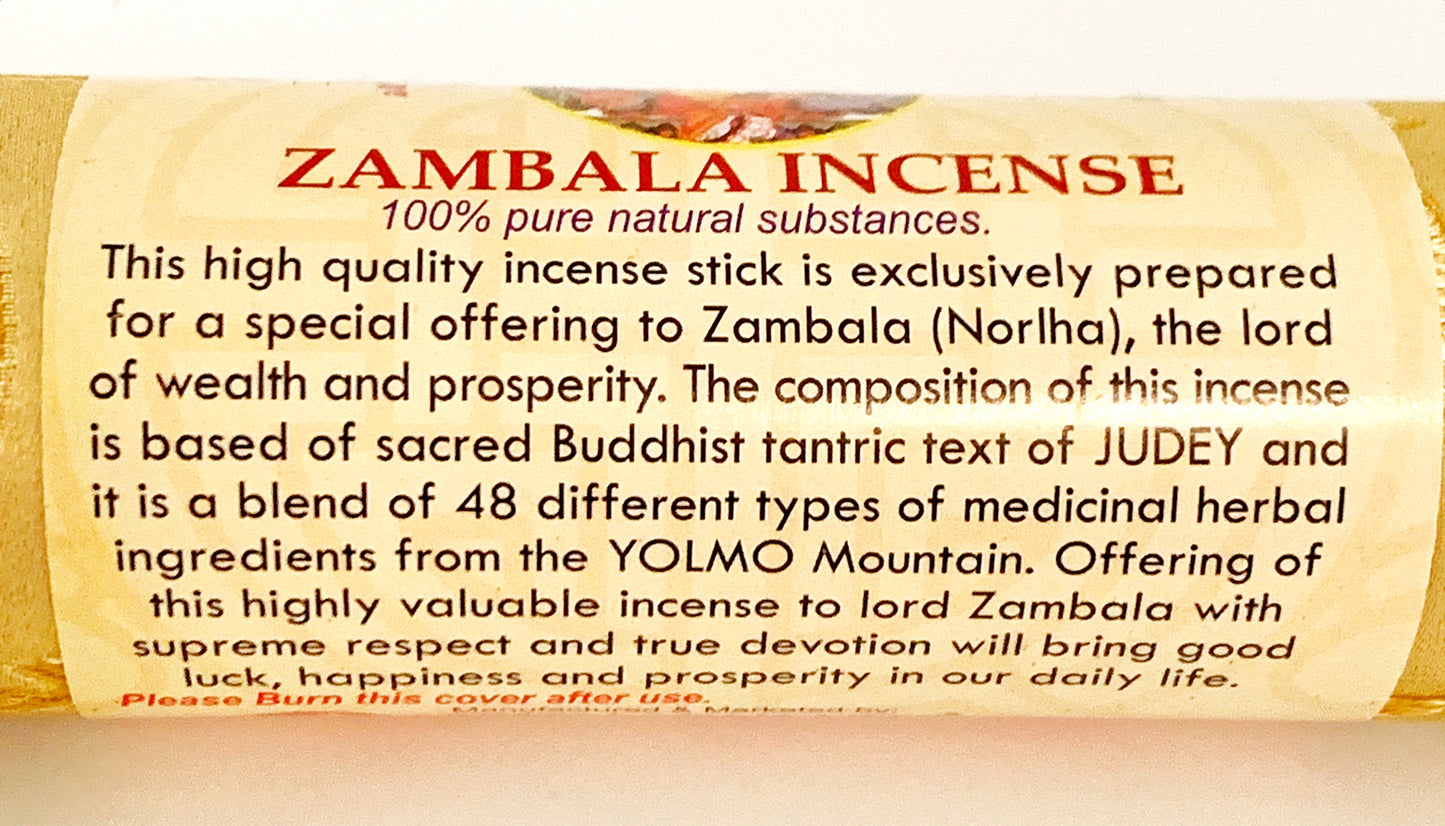 ZAMBALA INCENSE
100% pure natural substances.
This high quality incense stick is exclusively prepared
for a special offering to Zambala (Norlha), the lord
of wealth and prosperity. The composition of this incense
is based of sacred Buddhist tantric text of JUDEY and
it is a blend of 48 different types of medicinal herbal
ingredients from the YOLMO Mountain. Offering of
this highly valuable incense to lord Zambala with
supreme respect and true devotion will bring good
luck, happiness and prosperity in our daily life.
Please Burn this cover after use.
Manufactured & Marketed by: